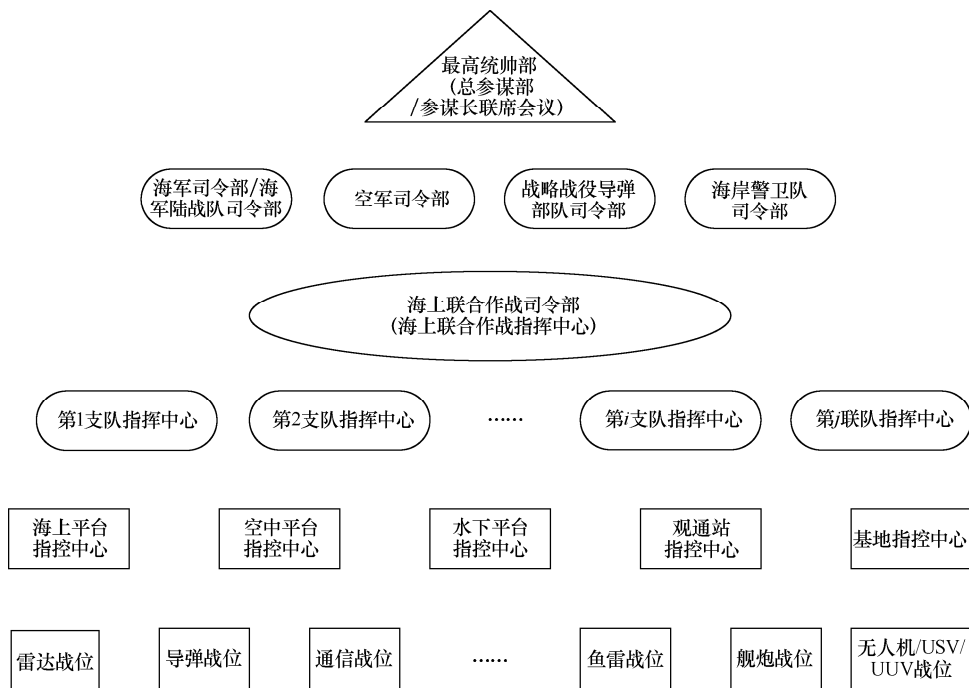 最高统帅部
(总参谋部
/参谋长联席会议)
海军司令部/海
军陆战队司令部
空军司令部
战略战役导弹
部队司令部
海岸警卫队
司令部
海上联合作战司令部
(海上联合作战指挥中心)
第1支队指挥中心
第2支队指挥中心
……
第i支队指挥中心
第j联队指挥中心
海上平台
指控中心
空中平台
指控中心
水下平台
指控中心
观通站
指控中心
基地指控中心
雷达战位
导弹战位
通信战位
……
鱼雷战位
舰炮战位
无人机/USV/
UUV战位